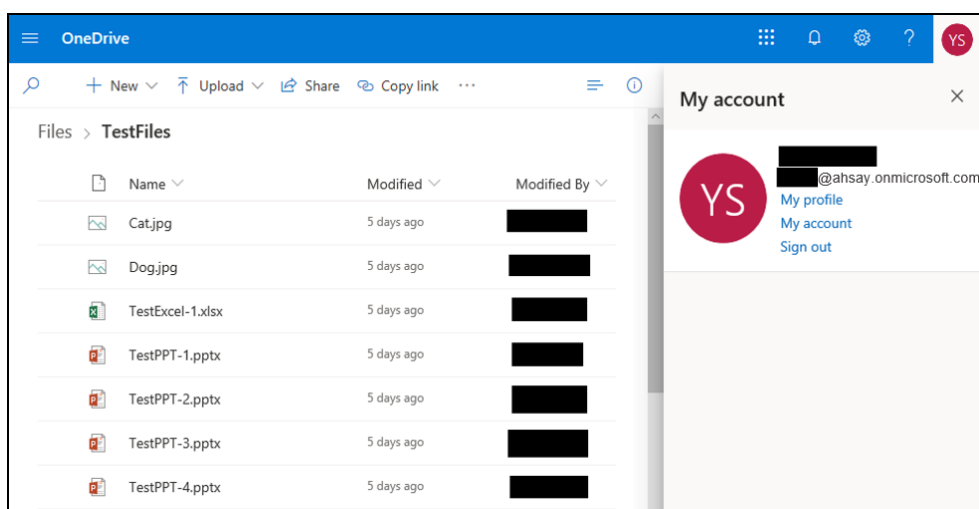 OneDrive
?
YS
New
Upload
Share
Copy link
...
Files > TestFiles
Name
Modified
Modified By
Cat.jpg
5 days ago
Dog.jpg
5 days ago
TestExcel-1.xlsx
5 days ago
TestPPT-1.pptx
5 days ago
TestPPT-2.pptx
5 days ago
TestPPT-3.pptx
5 days ago
TestPPT-4.pptx
5 days ago
My account
YS
@ahsay.onmicrosoft.com
My profile
My account
Sign out